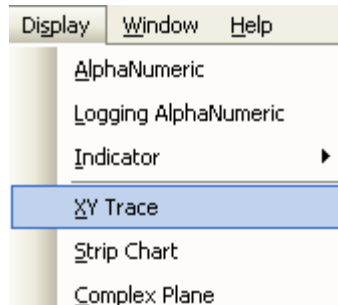 Display Window Help
AlphaNumeric
Logging AlphaNumeric
Indicator
XY Trace
Strip Chart
Complex Plane